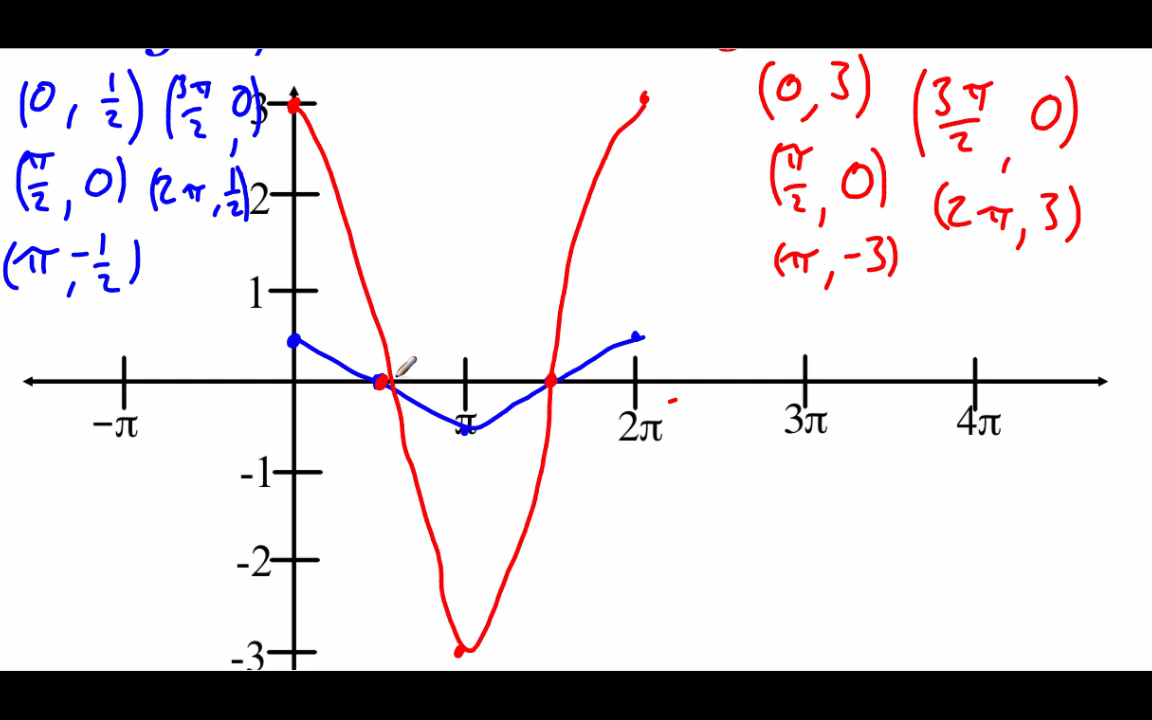 (0, 1/2) (3π/2, 0)
(π/2, 0) (2π, 1/2)
(π, -1/2)
(0, 3) (3π/2, 0)
(π/2, 0) (2π, 3)
(π, -3)
3
2
1
-1
-2
-3
−π π 2π 3π 4π